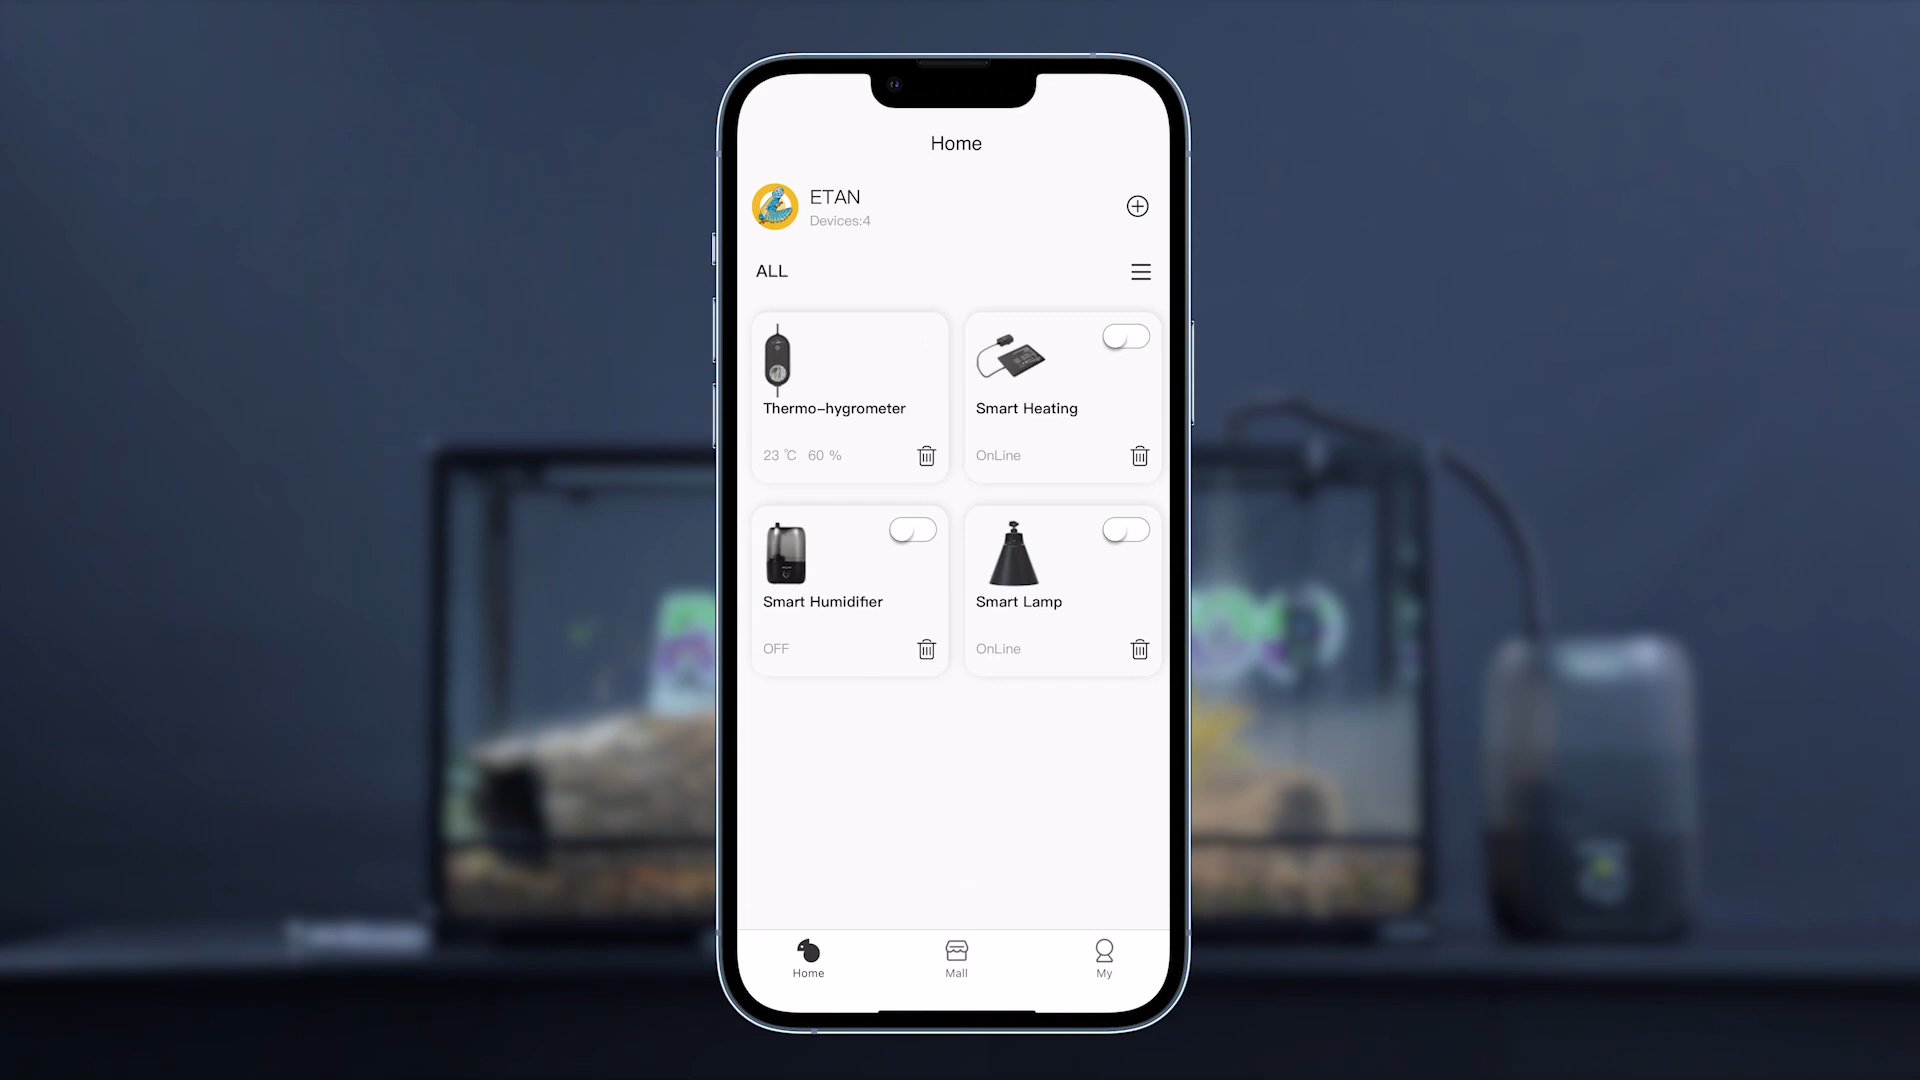 Home
ETAN
Devices:4
ALL
Thermo-hygrometer
23 ℃ 60 %
Smart Heating
OnLine
Smart Humidifier
OFF
Smart Lamp
OnLine
Home
Mall
My